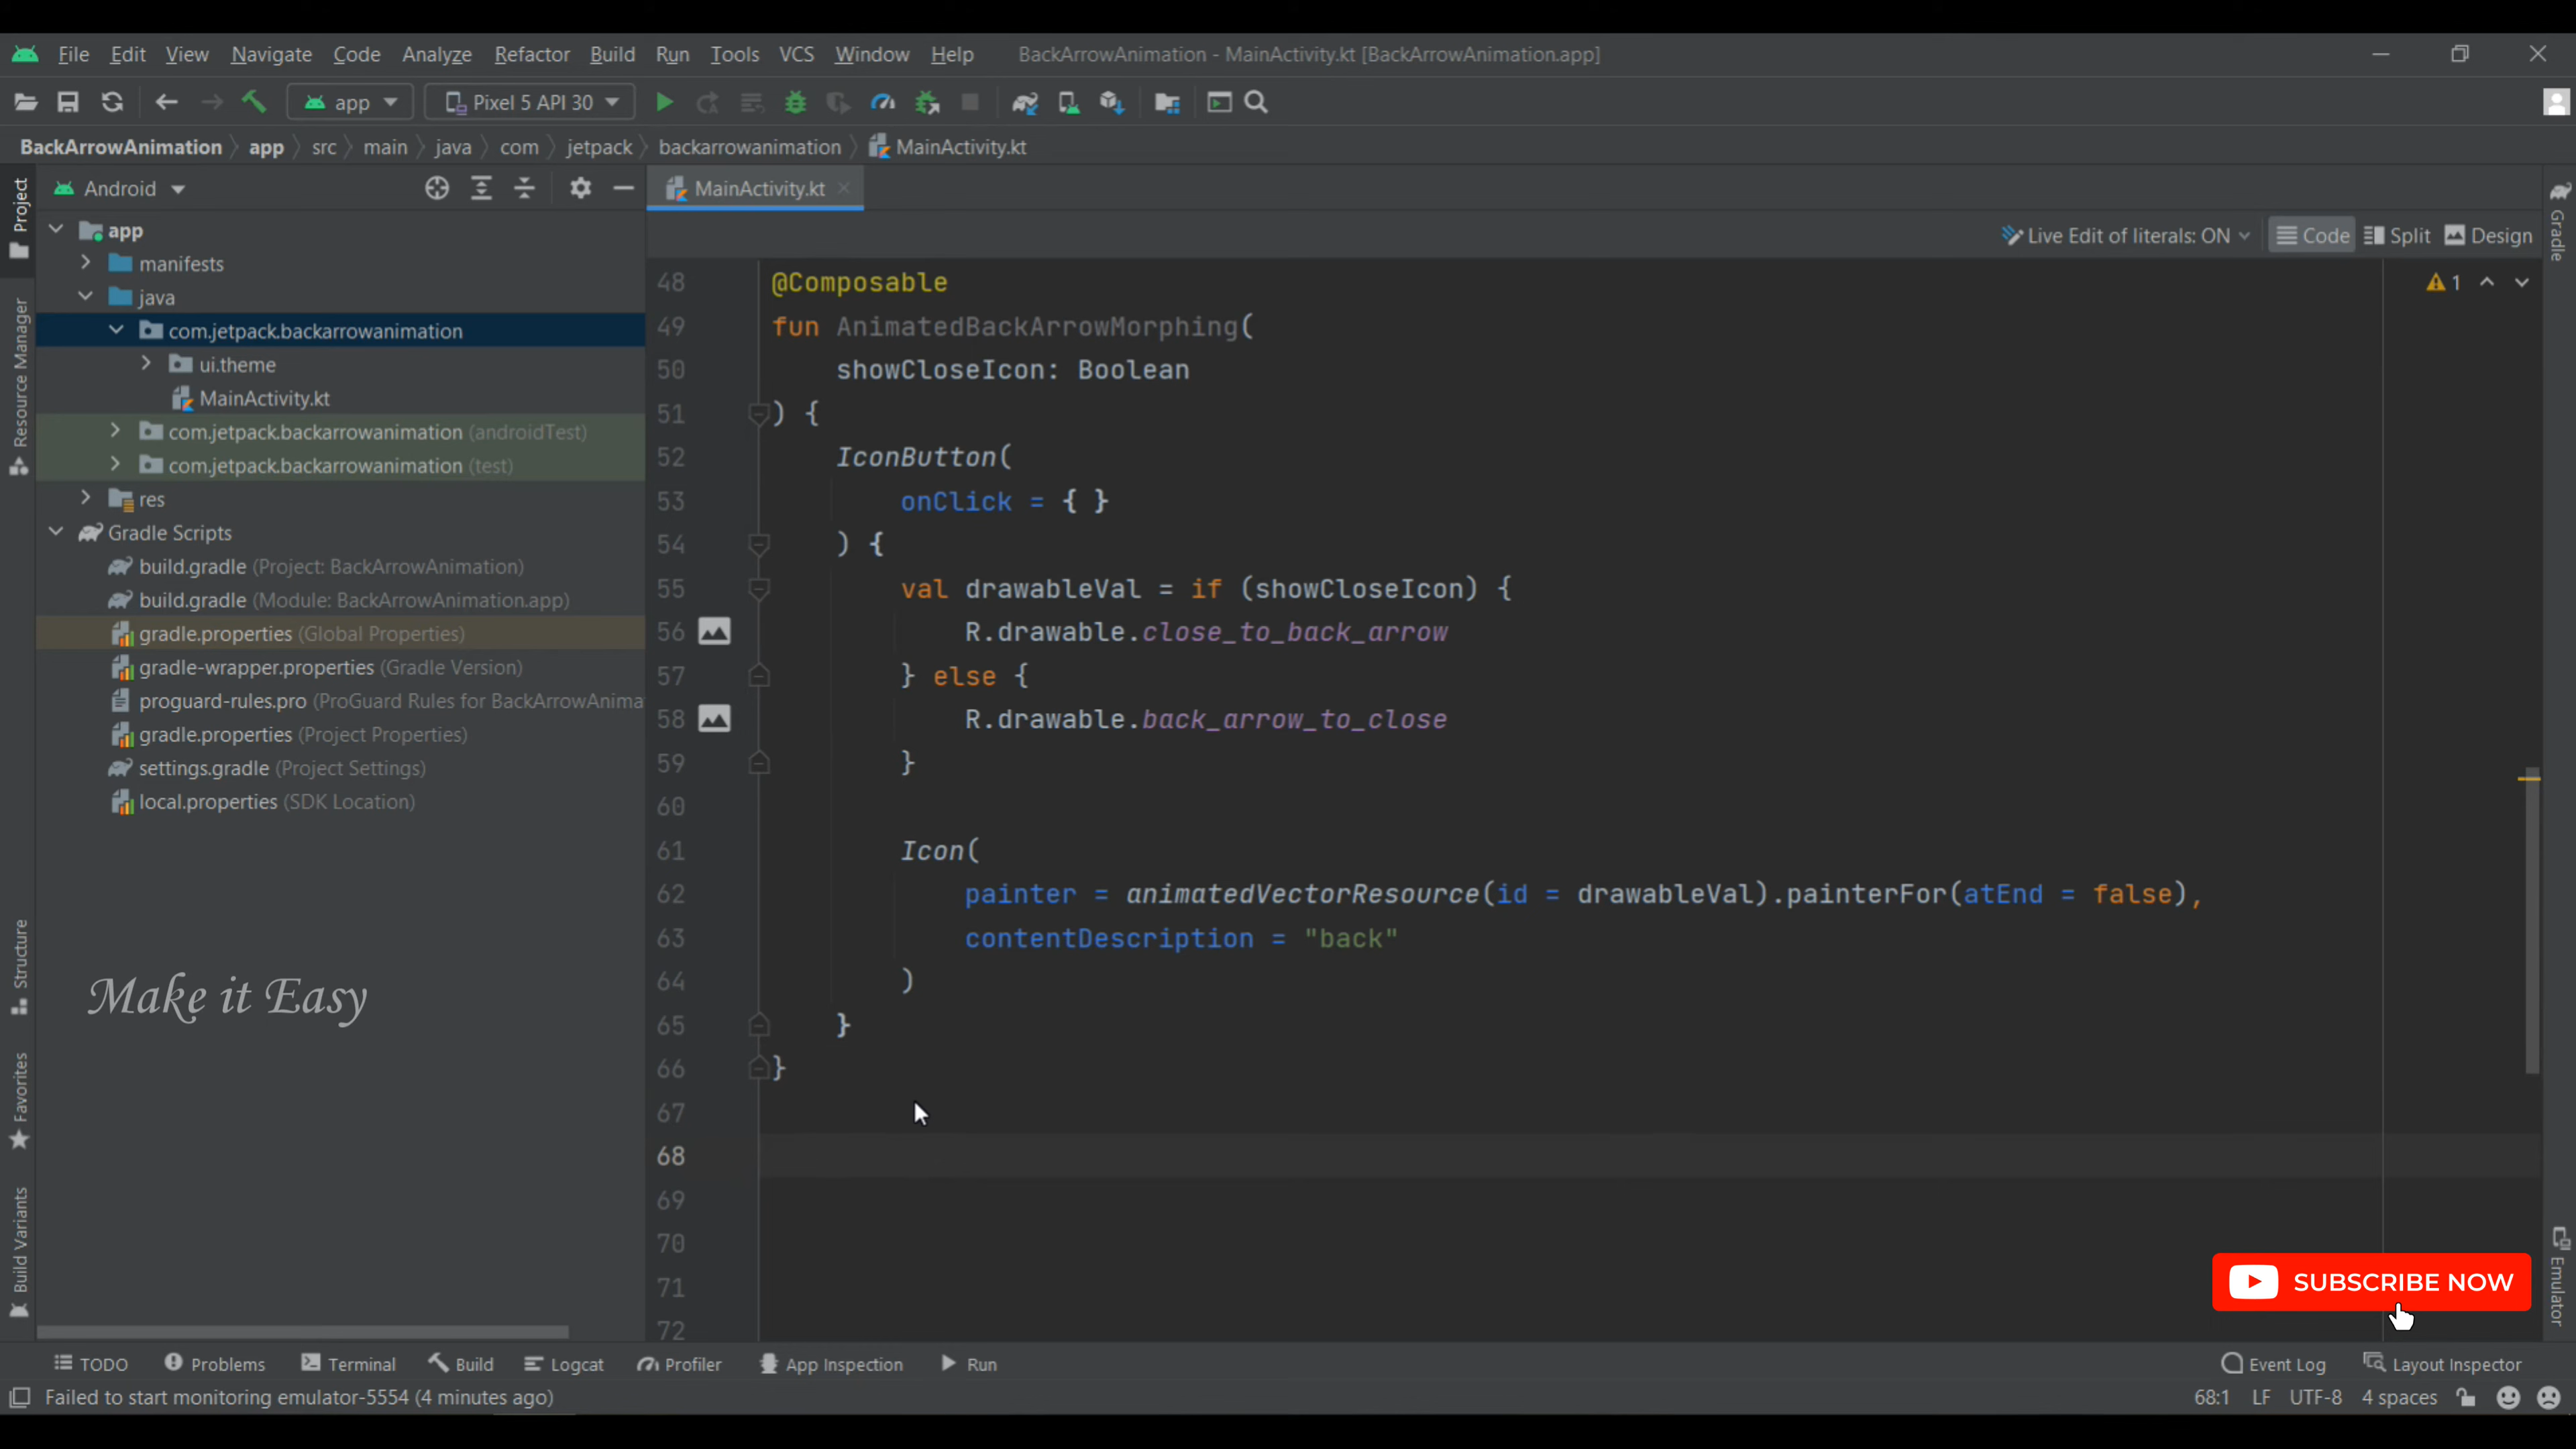 File Edit View Navigate Code Analyze Refactor Build Run Tools VCS Window Help BackArrowAnimation - MainActivity.kt [BackArrowAnimation.app]
app Pixel 5 API 30
BackArrowAnimation app src main java com jetpack backarrowanimation MainActivity.kt
Project
Resource Manager
Structure
Favorites
Build Variants
Android
app
manifests
java
com.jetpack.backarrowanimation
ui.theme
MainActivity.kt
com.jetpack.backarrowanimation (androidTest)
com.jetpack.backarrowanimation (test)
res
Gradle Scripts
build.gradle (Project: BackArrowAnimation)
build.gradle (Module: BackArrowAnimation.app)
gradle.properties (Global Properties)
gradle-wrapper.properties (Gradle Version)
proguard-rules.pro (ProGuard Rules for BackArrowAnima
gradle.properties (Project Properties)
settings.gradle (Project Settings)
local.properties (SDK Location)
Make it Easy
MainActivity.kt
Live Edit of literals: ON Code Split Design
1
48 @Composable
49 fun AnimatedBackArrowMorphing(
50 showCloseIcon: Boolean
51 ) {
52 IconButton(
53 onClick = { }
54 ) {
55 val drawableVal = if (showCloseIcon) {
56 R.drawable.close_to_back_arrow
57 } else {
58 R.drawable.back_arrow_to_close
59 }
60
61 Icon(
62 painter = animatedVectorResource(id = drawableVal).painterFor(atEnd = false),
63 contentDescription = "back"
64 )
65 }
66 }
67
68
69
70
71
72
Gradle
Emulator
SUBSCRIBE NOW
TODO Problems Terminal Build Logcat Profiler App Inspection Run Event Log Layout Inspector
Failed to start monitoring emulator-5554 (4 minutes ago) 68:1 LF UTF-8 4 spaces